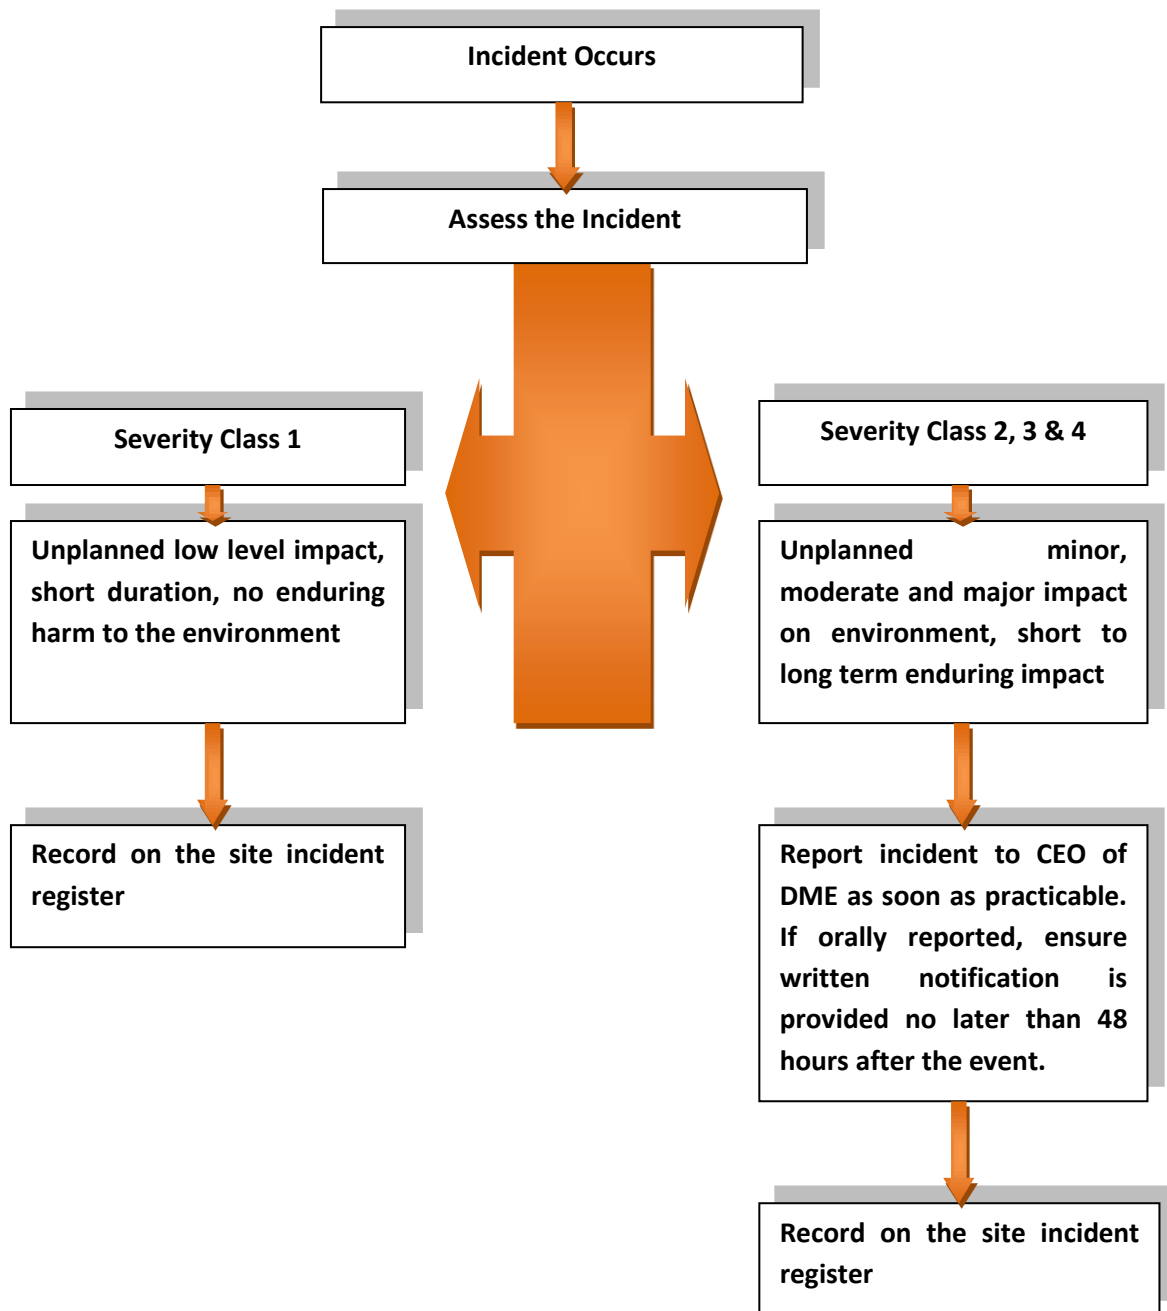 Incident Occurs
Assess the Incident
Severity Class 1
Unplanned low level impact,
short duration, no enduring
harm to the environment
Record on the site incident
register
Severity Class 2, 3 & 4
Unplanned minor,
moderate and major impact
on environment, short to
long term enduring impact
Report incident to CEO of
DME as soon as practicable.
If orally reported, ensure
written notification is
provided no later than 48
hours after the event.
Record on the site incident
register